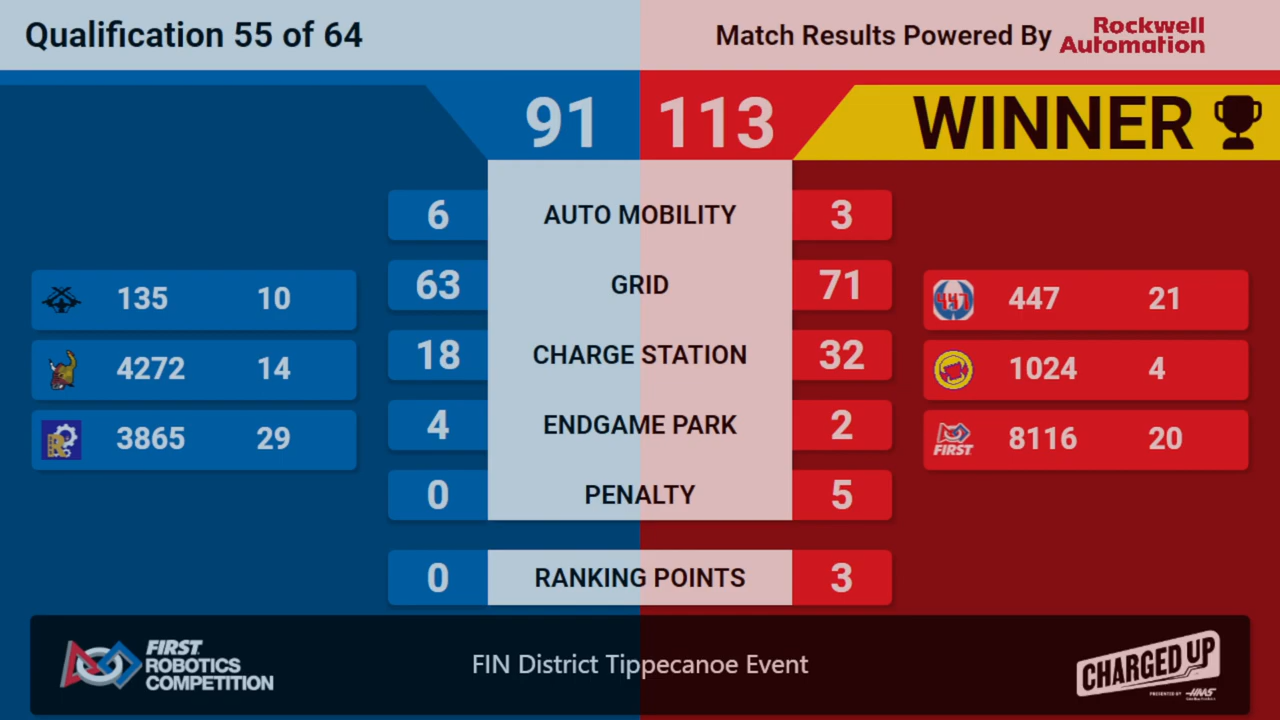 Qualification 55 of 64
Match Results Powered By Rockwell Automation
91 113 WINNER
6 AUTO MOBILITY 3
63 GRID 71
18 CHARGE STATION 32
4 ENDGAME PARK 2
0 PENALTY 5
0 RANKING POINTS 3
135 10
4272 14
3865 29
447 21
1024 4
FIRST 8116 20
FIRST
ROBOTICS
COMPETITION
FIN District Tippecanoe Event
CHARGED UP
PRESENTED BY HAAS